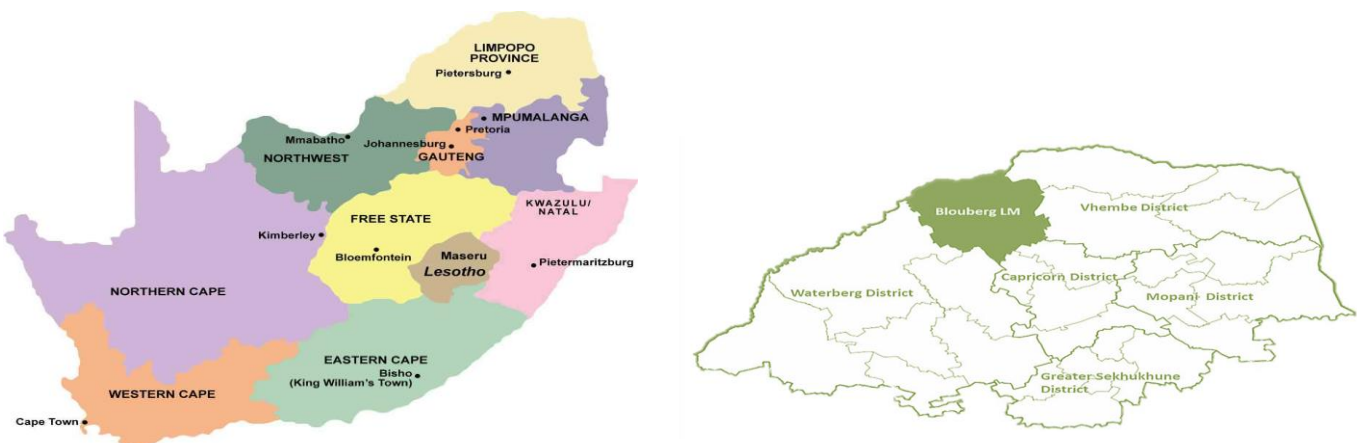 LIMPOPO
PROVINCE
Pietersburg
MPUMALANGA
Pretoria
Mmabatho
Johannesburg
NORTHWEST
GAUTENG
KWAZULU/
NATAL
FREE STATE
Kimberley
Bloemfontein
Maseru
Lesotho
Pietermaritzburg
NORTHERN CAPE
EASTERN CAPE
Bisho
(King William's Town)
WESTERN CAPE
Cape Town
Blouberg LM
Vhembe District
Capricorn District
Waterberg District
Mopani District
Greater Sekhukhune
District